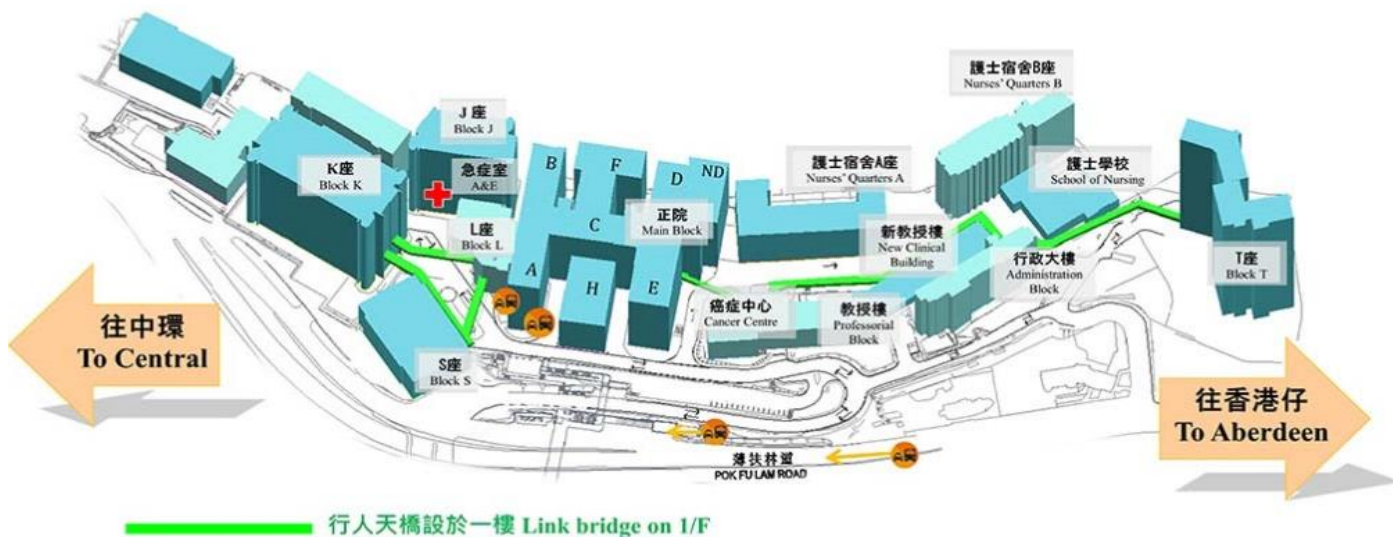 護士宿舍B座
Nurses' Quarters B
J座
Block J
急症室
A&E
K座
Block K
L座
Block L
B
F
D
ND
C
A
H
E
正院
Main Block
護士宿舍A座
Nurses' Quarters A
護士學校
School of Nursing
新教授樓
New Clinical
Building
行政大樓
Administration
Block
T座
Block T
癌症中心
Cancer Centre
教授樓
Professorial
Block
S座
Block S
往中環
To Central
往香港仔
To Aberdeen
薄扶林道
POK FU LAM ROAD
行人天橋設於一樓 Link bridge on 1/F